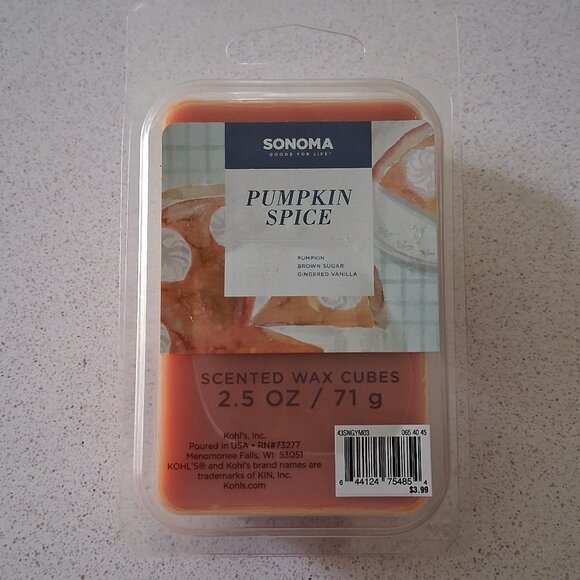 SONOMA
GOODS FOR LIFE®
PUMPKIN
SPICE
PUMPKIN
BROWN SUGAR
GINGERED VANILLA
SCENTED WAX CUBES
2.5 OZ / 71 g
Kohl's, Inc.
Poured in USA • RN#73277
Menomonee Falls, WI 53051
KOHL'S® and Kohl's brand names are
trademarks of KIN, Inc.
Kohls.com
43SNGYM03 065 40 45
6 44124 75485 4
$3.99